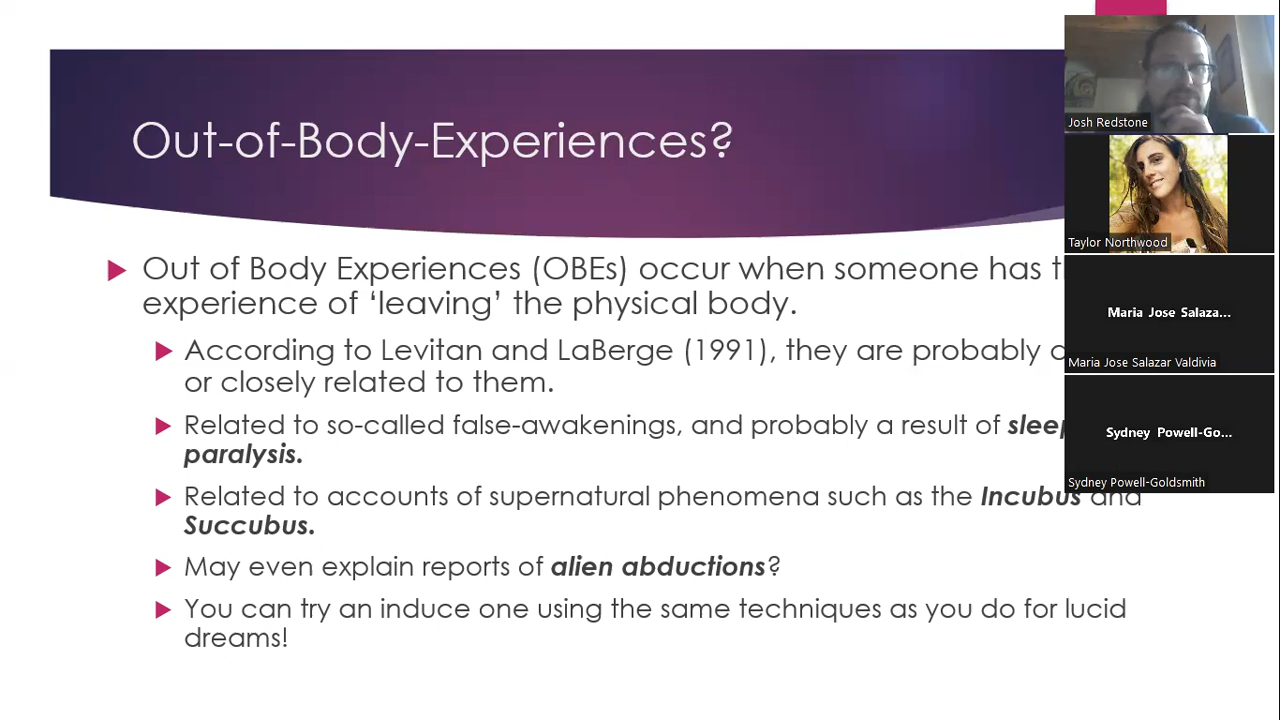 Out-of-Body-Experiences?
Out of Body Experiences (OBEs) occur when someone has
experience of ‘leaving’ the physical body.
According to Levitan and LaBerge (1991), they are probably
or closely related to them.
Related to so-called false-awakenings, and probably a result of
paralysis.
Related to accounts of supernatural phenomena such as the Incubus and
Succubus.
May even explain reports of alien abductions?
You can try an induce one using the same techniques as you do for lucid
dreams!
Josh Redstone
Taylor Northwood
Maria Jose Salaza...
Maria Jose Salazar Valdivia
Sydney Powell-Go...
Sydney Powell-Goldsmith